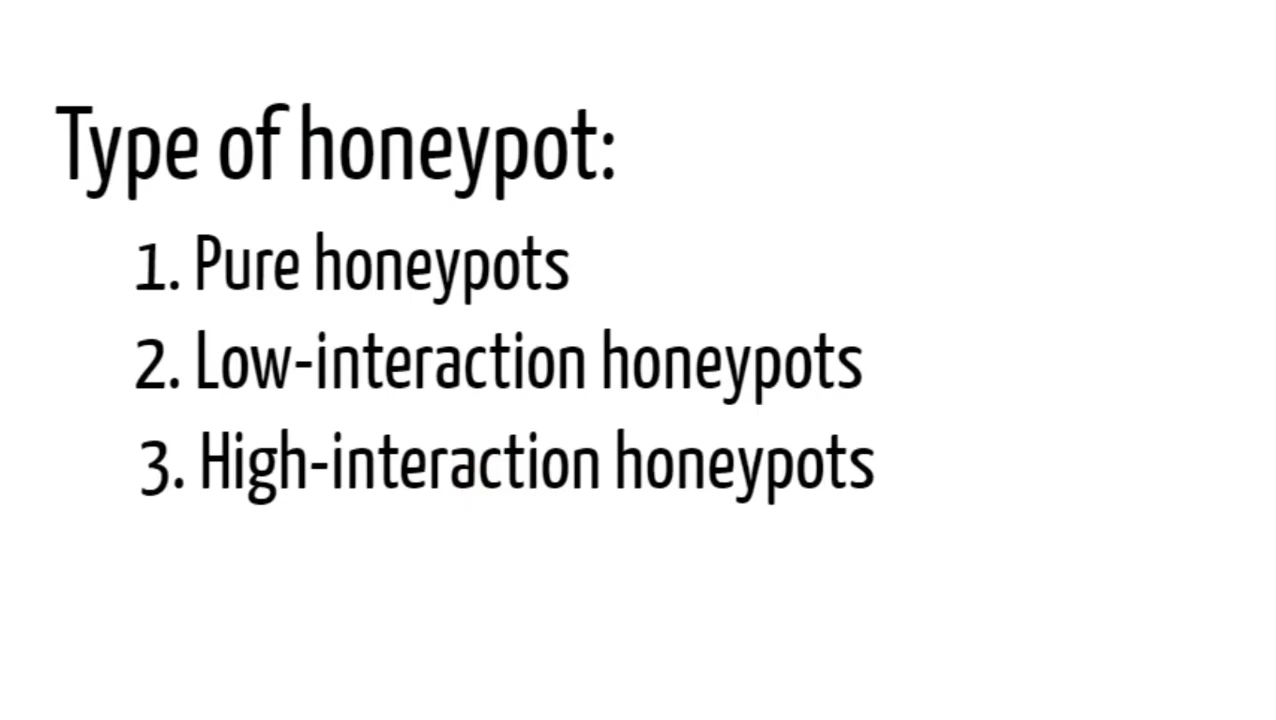 Type of honeypot:
1. Pure honeypots
2. Low-interaction honeypots
3. High-interaction honeypots